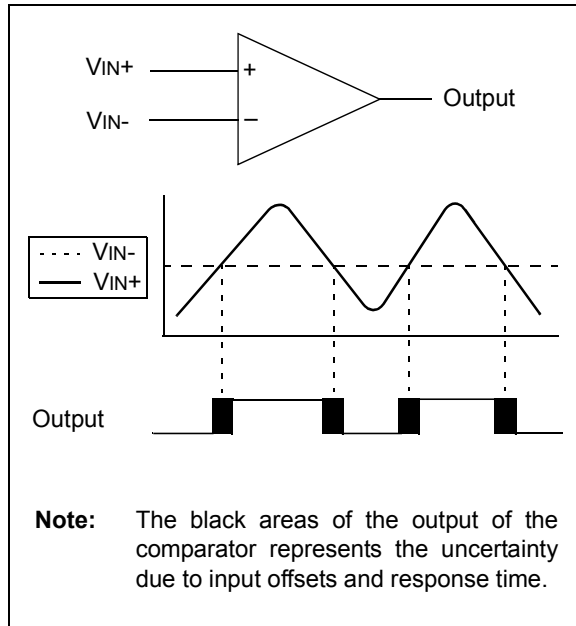 VIN+
+
Output
VIN-
–
VIN-
VIN+
Output
Note: The black areas of the output of the
comparator represents the uncertainty
due to input offsets and response time.